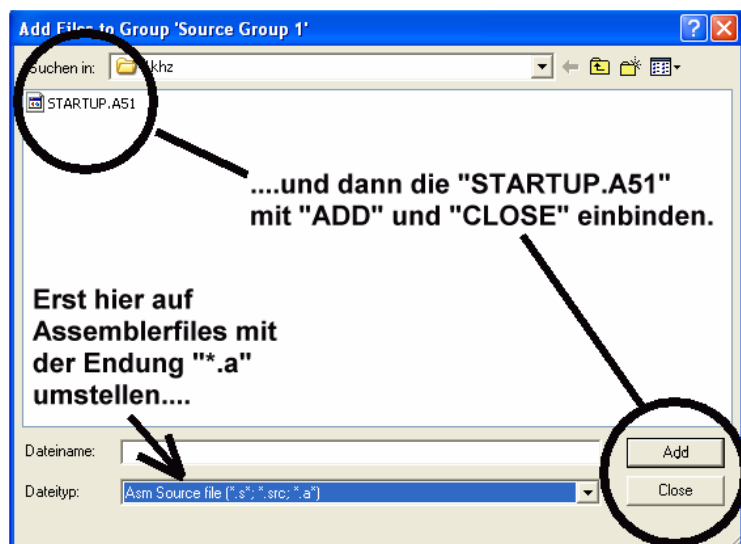 Add Files to Group 'Source Group 1'
Suchen in:
STARTUP.A51
....und dann die "STARTUP.A51"
mit "ADD" und "CLOSE" einbinden.
Erst hier auf
Assemblerfiles mit
der Endung "*.a"
umstellen....
Dateiname:
Add
Dateityp:
Asm Source file (*.s*; *.src; *.a*)
Close